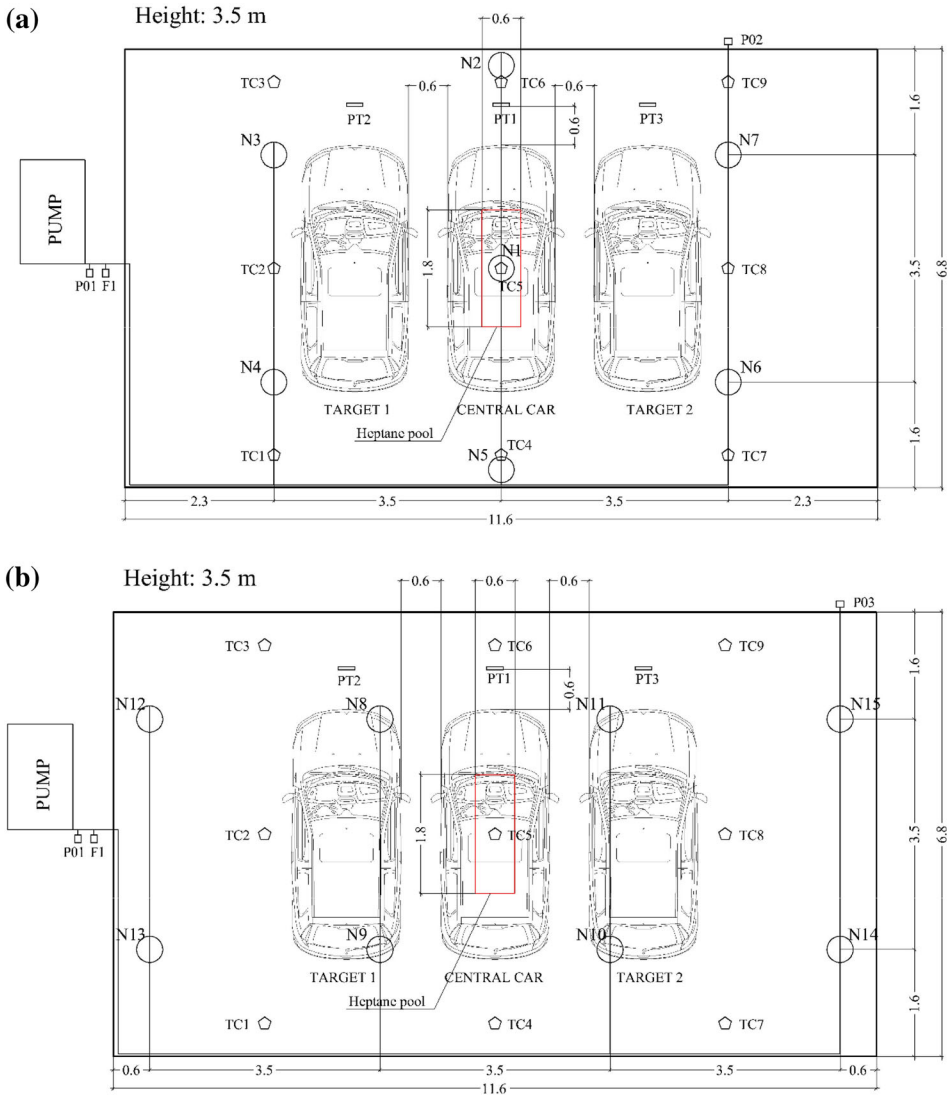 (a)
Height: 3.5 m
0.6
P02
N2
TC3
TC6
0.6
0.6
TC9
PT2
PT1
PT3
0.6
1.6
N3
N7
PUMP
N1
TC2
TC5
TC8
1.8
P01
F1
3.5
6.8
N4
N6
TARGET 1
CENTRAL CAR
TARGET 2
Heptane pool
TC1
N5
TC4
TC7
1.6
2.3
3.5
3.5
2.3
11.6
(b)
Height: 3.5 m
0.6
0.6
0.6
P03
TC3
TC6
TC9
PT2
PT1
PT3
0.6
1.6
N12
N8
N11
N15
PUMP
TC2
TC5
TC8
1.8
P01
F1
3.5
6.8
N13
N9
N10
N14
TARGET 1
CENTRAL CAR
TARGET 2
Heptane pool
TC1
TC4
TC7
1.6
0.6
3.5
3.5
3.5
0.6
11.6